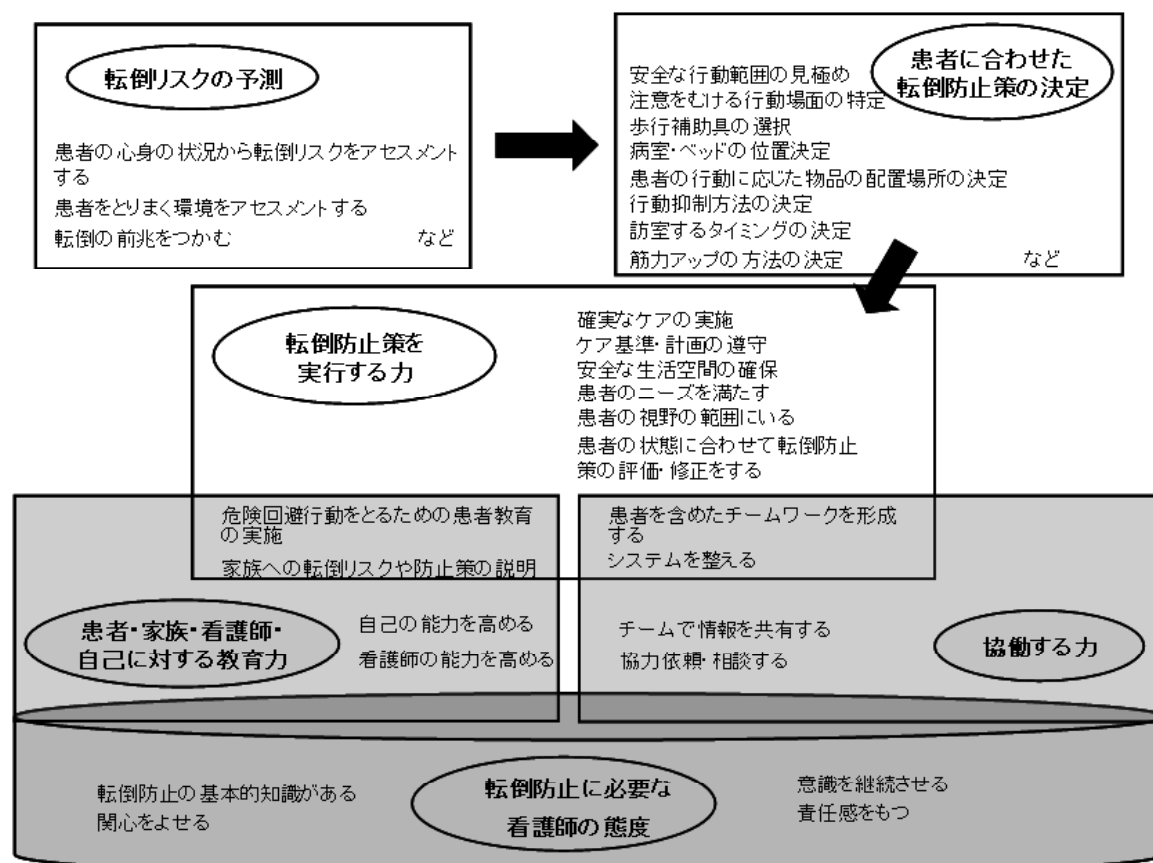 転倒リスクの予測
患者の心身の状況から転倒リスクをアセスメント
する
患者をとりまく環境をアセスメントする
転倒の前兆をつかむ など
患者に合わせた
転倒防止策の決定
安全な行動範囲の見極め
注意をむける行動場面の特定
歩行補助具の選択
病室・ベッドの位置決定
患者の行動に応じた物品の配置場所の決定
行動抑制方法の決定
訪室するタイミングの決定
筋力アップの方法の決定 など
転倒防止策を
実行する力
確実なケアの実施
ケア基準・計画の遵守
安全な生活空間の確保
患者のニーズを満たす
患者の視野の範囲にいる
患者の状態に合わせて転倒防止
策の評価・修正をする
危険回避行動をとるための患者教育
の実施
家族への転倒リスクや防止策の説明
患者を含めたチームワークを形成
する
システムを整える
患者・家族・看護師・
自己に対する教育力
自己の能力を高める
看護師の能力を高める
チームで情報を共有する
協力依頼・相談する
協働する力
転倒防止の基本的知識がある
関心をよせる
転倒防止に必要な
看護師の態度
意識を継続させる
責任感をもつ